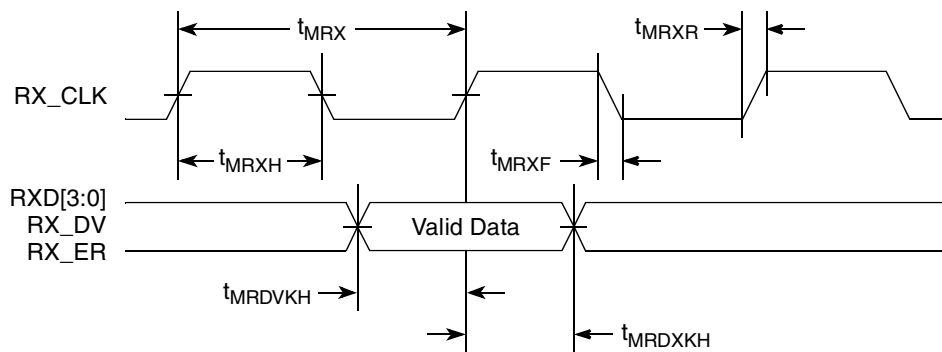 tMRX
tMRXR
RX_CLK
tMRXH
tMRXF
RXD[3:0]
RX_DV
Valid Data
RX_ER
tMRDVKH
tMRDXKH